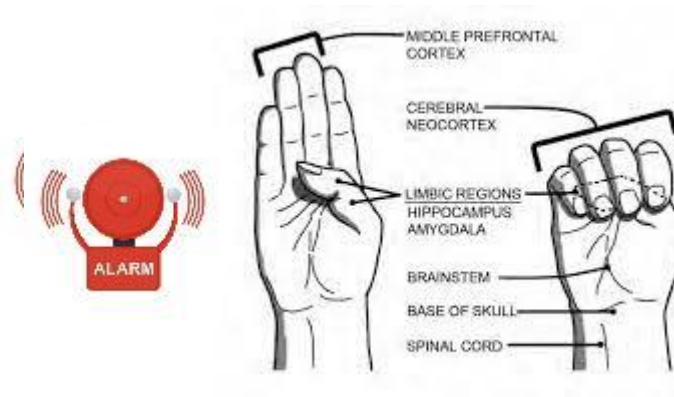 ALARM
MIDDLE PREFRONTAL
CORTEX
CEREBRAL
NEOCORTEX
LIMBIC REGIONS
HIPPOCAMPUS
AMYGDALA
BRAINSTEM
BASE OF SKULL
SPINAL CORD